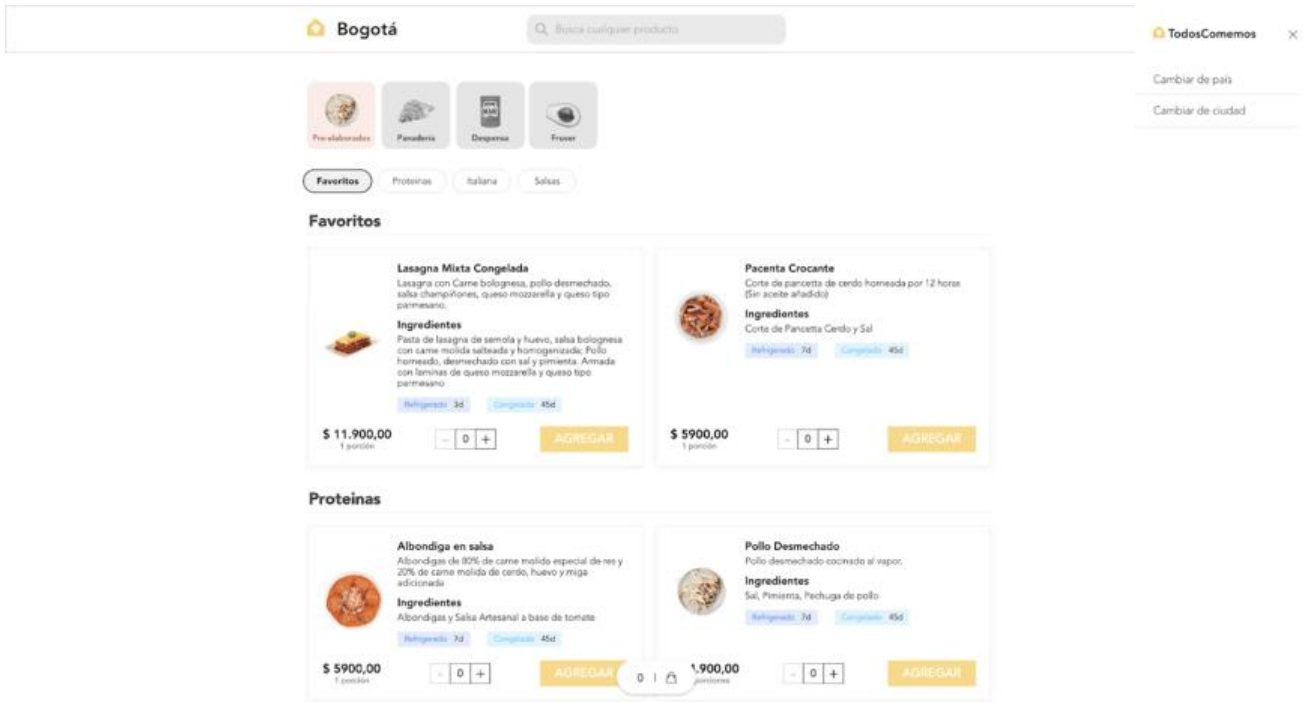 Bogotá
Busca cualquier producto
TodosComemos
Cambiar de país
Cambiar de ciudad
Pre-elaborados
Panadería
Despensa
Fruver
Favoritos
Proteinas
Italiana
Salsas
Favoritos
Lasagna Mixta Congelada
Lasagna con Carne bolognesa, pollo desmechado,
salsa champiñones, queso mozzarella y queso tipo
parmesano.
Ingredientes
Pasta de lasagna de semola y huevo, salsa bolognesa
con carne molida salteada y homogenizada; Pollo
horneado, desmechado con sal y pimienta. Armada
con laminas de queso mozzarella y queso tipo
parmesano
Refrigerado 3d
Congelado 45d
$ 11.900,00
1 porción
- 0 +
AGREGAR
Pacenta Crocante
Corte de pancetta de cerdo horneada por 12 horas
(Sin aceite añadido)
Ingredientes
Corte de Pancetta Cerdo y Sal
Refrigerado 7d
Congelado 45d
$ 5900,00
1 porción
- 0 +
AGREGAR
Proteinas
Albondiga en salsa
Albondigas de 80% de carne molida especial de res y
20% de carne molida de cerdo, huevo y miga
adicionada
Ingredientes
Albondigas y Salsa Artesanal a base de tomate
Refrigerado 7d
Congelado 45d
$ 5900,00
1 porción
- 0 +
AGREGAR
Pollo Desmechado
Pollo desmechado cocinado al vapor.
Ingredientes
Sal, Pimienta, Pechuga de pollo
Refrigerado 7d
Congelado 45d
.900,00
porciones
- 0 +
AGREGAR
0 |